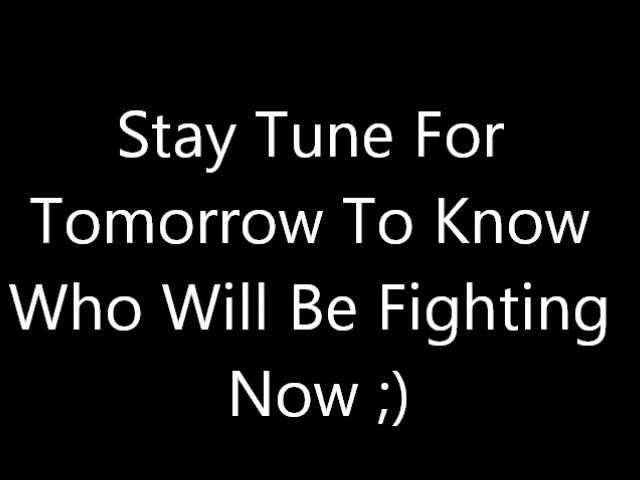 Stay Tune For
Tomorrow To Know
Who Will Be Fighting
Now ;)